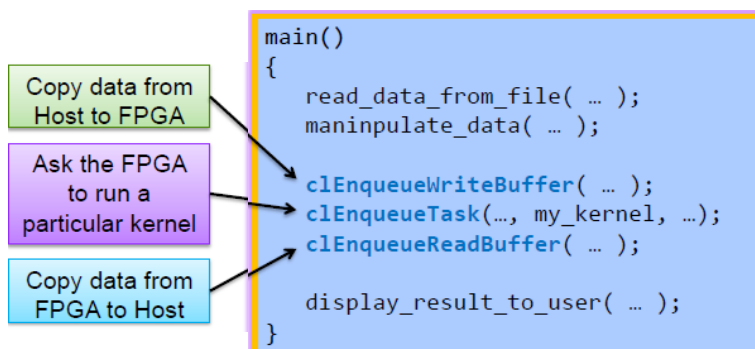 Copy data from
Host to FPGA
Ask the FPGA
to run a
particular kernel
Copy data from
FPGA to Host
main()
{
read_data_from_file( … );
maninpulate_data( … );
clEnqueueWriteBuffer( … );
clEnqueueTask(…, my_kernel, …);
clEnqueueReadBuffer( … );
display_result_to_user( … );
}